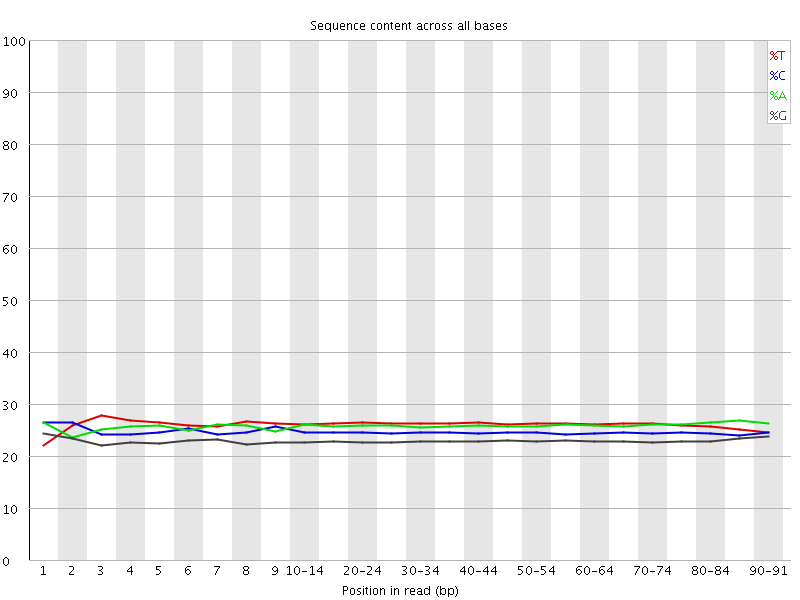 Sequence content across all bases
100
90
80
70
60
50
40
30
20
10
0
%T
%C
%A
%G
1 2 3 4 5 6 7 8 9 10-14 20-24 30-34 40-44 50-54 60-64 70-74 80-84 90-91
Position in read (bp)